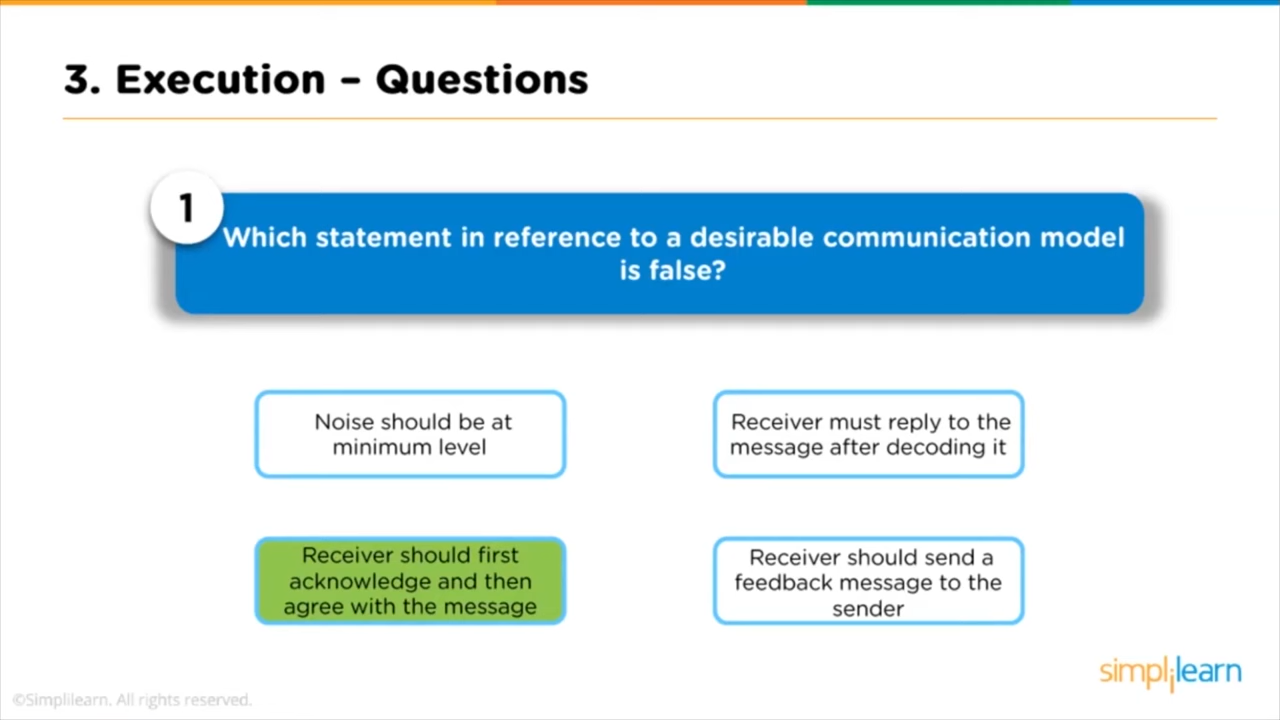 3. Execution – Questions
1
Which statement in reference to a desirable communication model
is false?
Noise should be at
minimum level
Receiver must reply to the
message after decoding it
Receiver should first
acknowledge and then
agree with the message
Receiver should send a
feedback message to the
sender
simplilearn
©Simplilearn. All rights reserved.